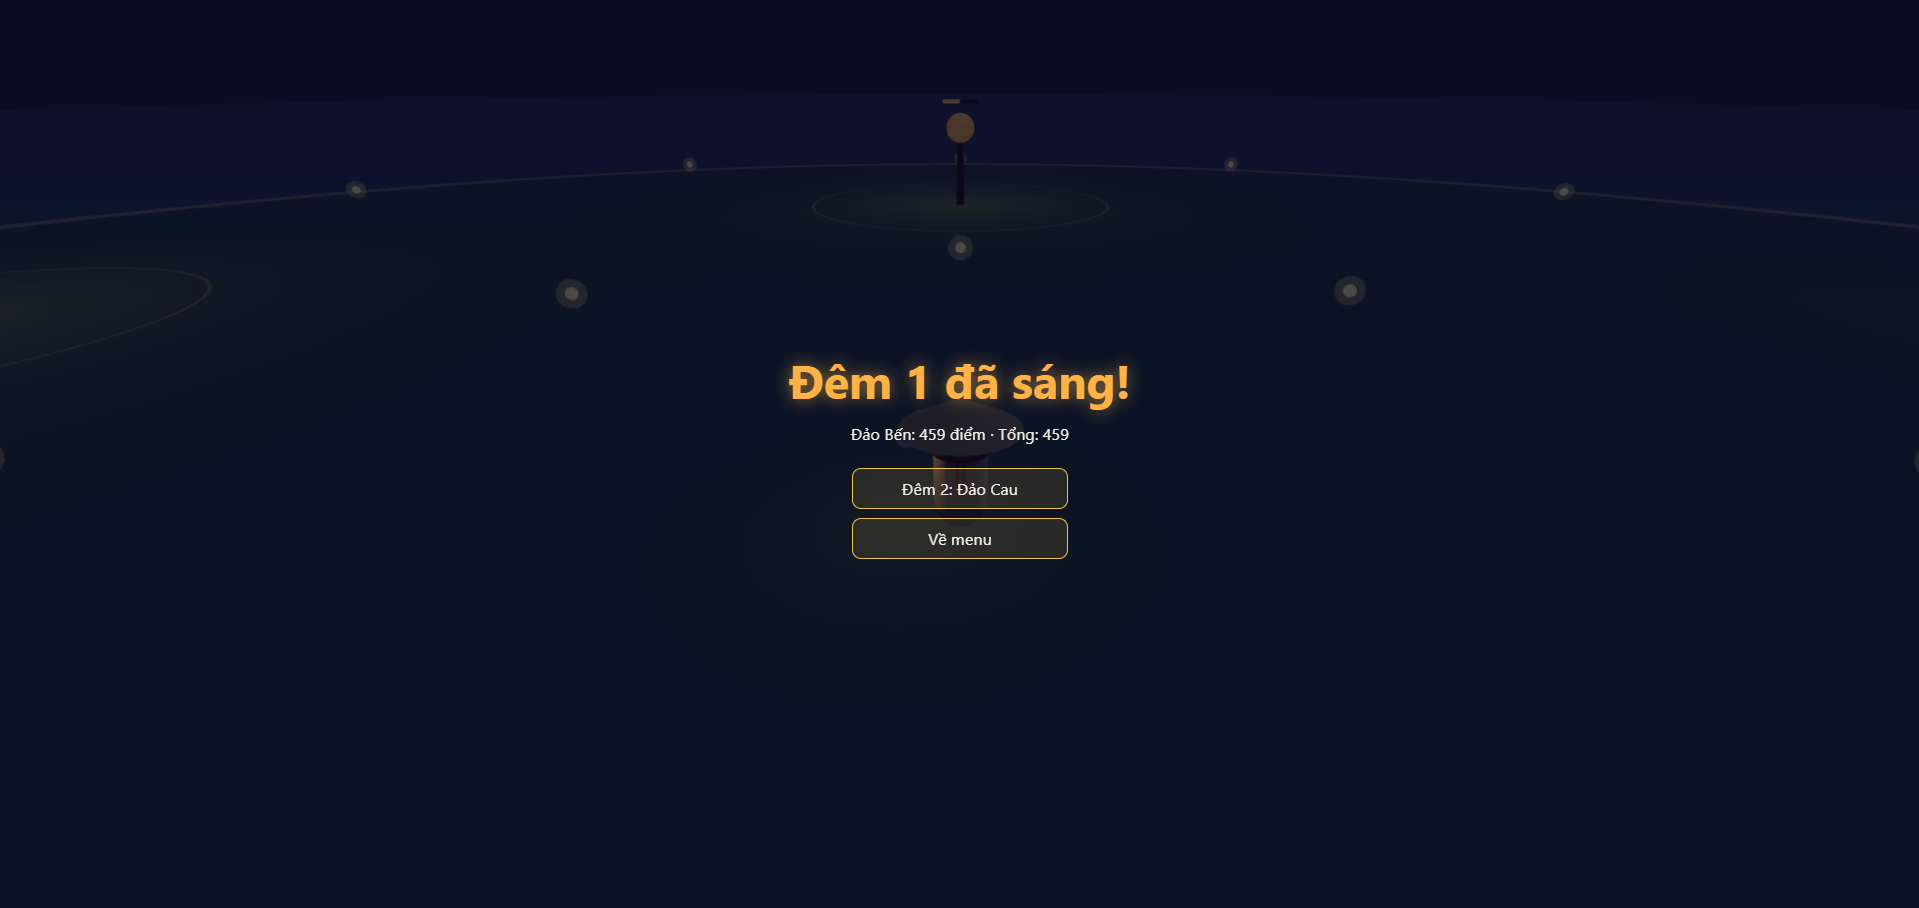 Đêm 1 đã sáng!
Đảo Bến: 459 điểm · Tổng: 459
Đêm 2: Đảo Cau
Về menu